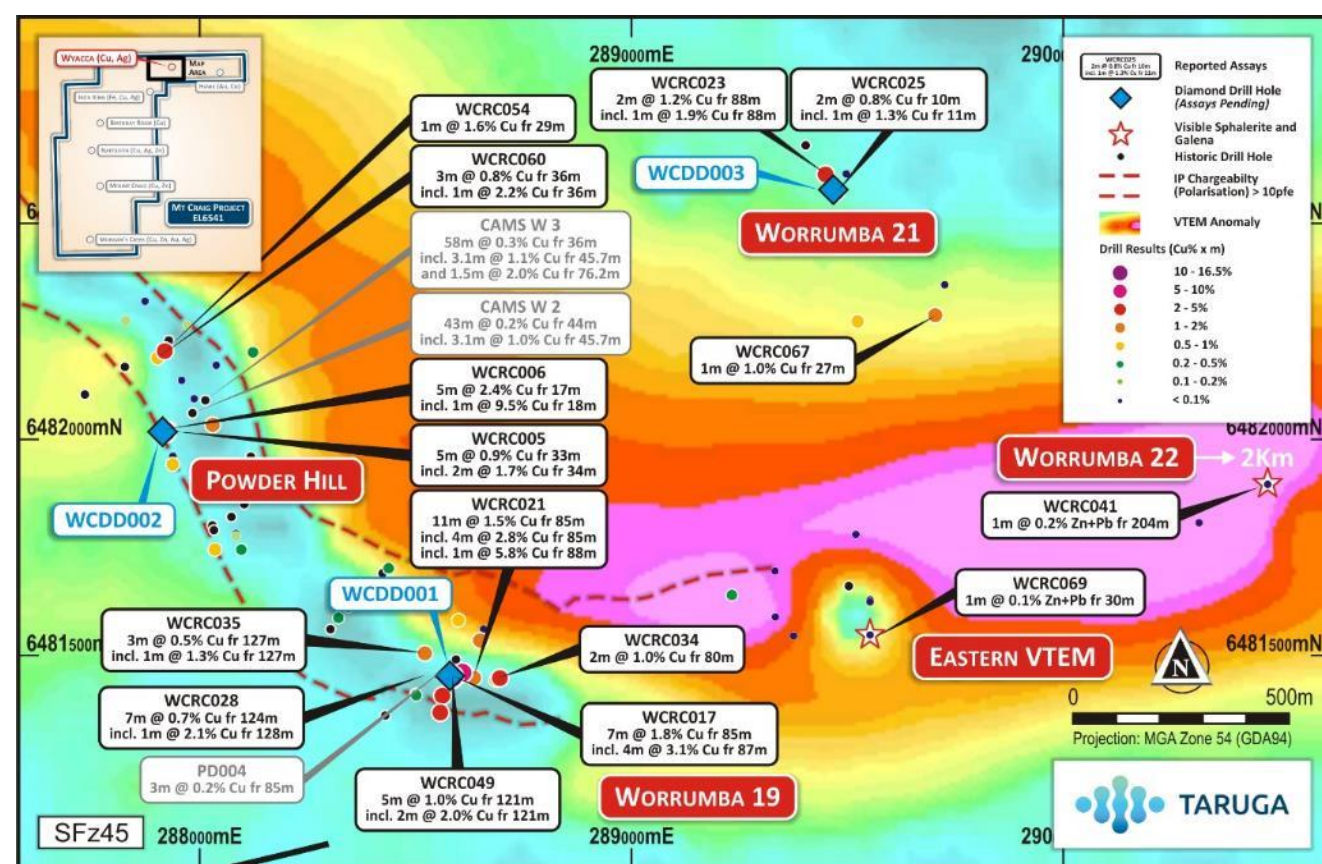 WYACCA (CU, AG)
MAP
AREA
MT CRAIG PROJECT
EL6541
288000mE
289000mE
290
WCRC054
1m @ 1.6% Cu fr 29m
WCRC060
3m @ 0.8% Cu fr 36m
incl. 1m @ 2.2% Cu fr 36m
CAMS W 3
58m @ 0.3% Cu fr 36m
incl. 3.1m @ 1.1% Cu fr 45.7m
and 1.5m @ 2.0% Cu fr 76.2m
CAMS W 2
43m @ 0.2% Cu fr 44m
incl. 3.1m @ 1.0% Cu fr 45.7m
WCRC006
5m @ 2.4% Cu fr 17m
incl. 1m @ 9.5% Cu fr 18m
WCRC005
5m @ 0.9% Cu fr 33m
incl. 2m @ 1.7% Cu fr 34m
WCRC021
11m @ 1.5% Cu fr 85m
incl. 4m @ 2.8% Cu fr 85m
incl. 1m @ 5.8% Cu fr 88m
WCRC023
2m @ 1.2% Cu fr 88m
incl. 1m @ 1.9% Cu fr 88m
WCRC025
2m @ 0.8% Cu fr 10m
incl. 1m @ 1.3% Cu fr 11m
WCDD003
WORRUMBA 21
WCRC067
1m @ 1.0% Cu fr 27m
WCRC025
2m @ 0.8% Cu fr 10m
incl. 1m @ 1.3% Cu fr 11m
Reported Assays
Diamond Drill Hole
(Assays Pending)
Visible Sphalerite and
Galena
Historic Drill Hole
IP Chargeabilty
(Polarisation) > 10pfe
VTEM Anomaly
Drill Results (Cu% x m)
10 - 16.5%
5 - 10%
2 - 5%
1 - 2%
0.5 - 1%
0.2 - 0.5%
0.1 - 0.2%
< 0.1%
6482000mN
6482000mN
POWDER HILL
WCDD002
WORRUMBA 22
2Km
WCRC041
1m @ 0.2% Zn+Pb fr 204m
WCDD001
WCRC069
1m @ 0.1% Zn+Pb fr 30m
WCRC035
3m @ 0.5% Cu fr 127m
incl. 1m @ 1.3% Cu fr 127m
WCRC034
2m @ 1.0% Cu fr 80m
EASTERN VTEM
6481500mN
6481500mN
N
WCRC028
7m @ 0.7% Cu fr 124m
incl. 1m @ 2.1% Cu fr 128m
WCRC017
7m @ 1.8% Cu fr 85m
incl. 4m @ 3.1% Cu fr 87m
0
500m
Projection: MGA Zone 54 (GDA94)
PD004
3m @ 0.2% Cu fr 85m
WCRC049
5m @ 1.0% Cu fr 121m
incl. 2m @ 2.0% Cu fr 121m
WORRUMBA 19
TARUGA
SFz45
288000mE
289000mE
290